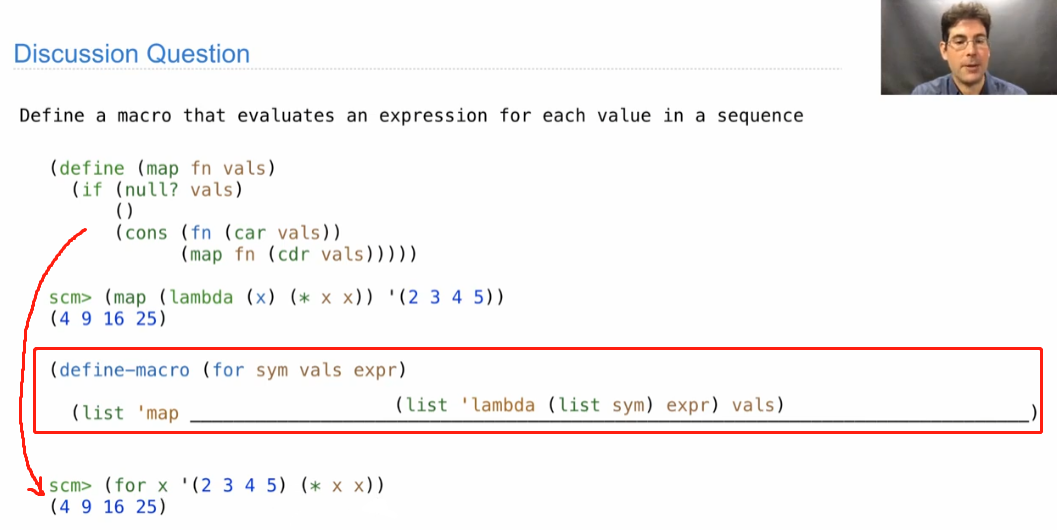 Discussion Question
Define a macro that evaluates an expression for each value in a sequence
(define (map fn vals)
(if (null? vals)
()
(cons (fn (car vals))
(map fn (cdr vals)))))
scm> (map (lambda (x) (* x x)) '(2 3 4 5))
(4 9 16 25)
(define-macro (for sym vals expr)
(list 'map (list 'lambda (list sym) expr) vals) )
scm> (for x '(2 3 4 5) (* x x))
(4 9 16 25)